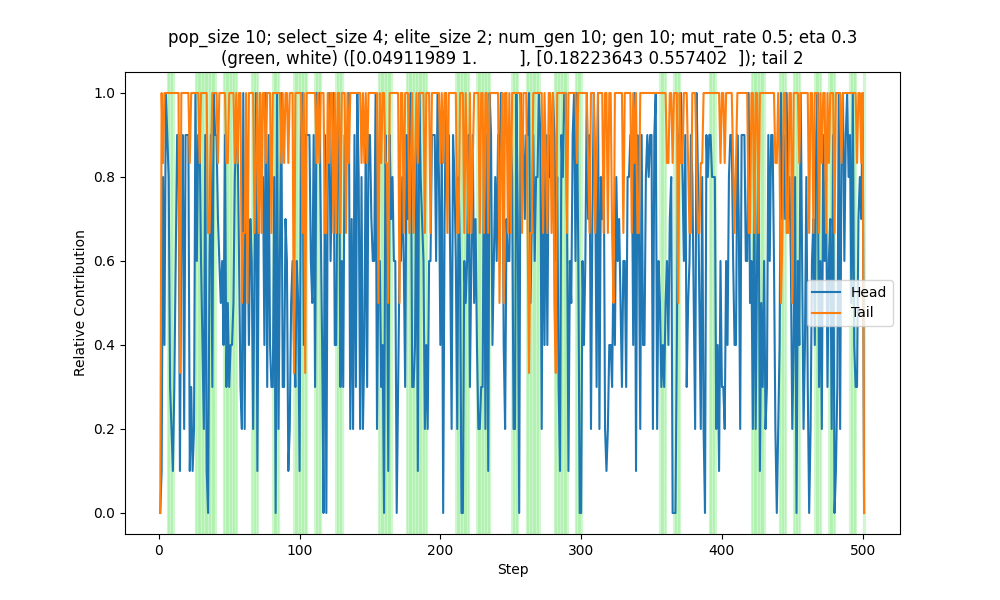 pop_size 10; select_size 4; elite_size 2; num_gen 10; gen 10; mut_rate 0.5; eta 0.3
(green, white) ([0.04911989 1.        ], [0.18223643 0.557402  ]); tail 2
1.0
0.8
0.6
0.4
0.2
0.0
Relative Contribution
Head
Tail
0 100 200 300 400 500
Step